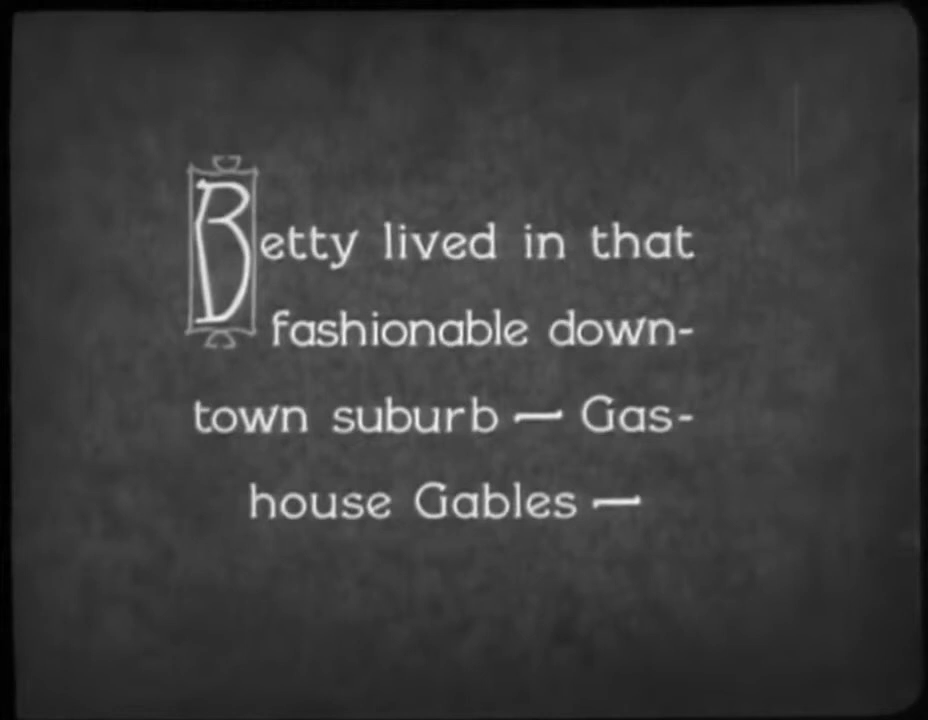 Betty lived in that
fashionable down-
town suburb — Gas-
house Gables —